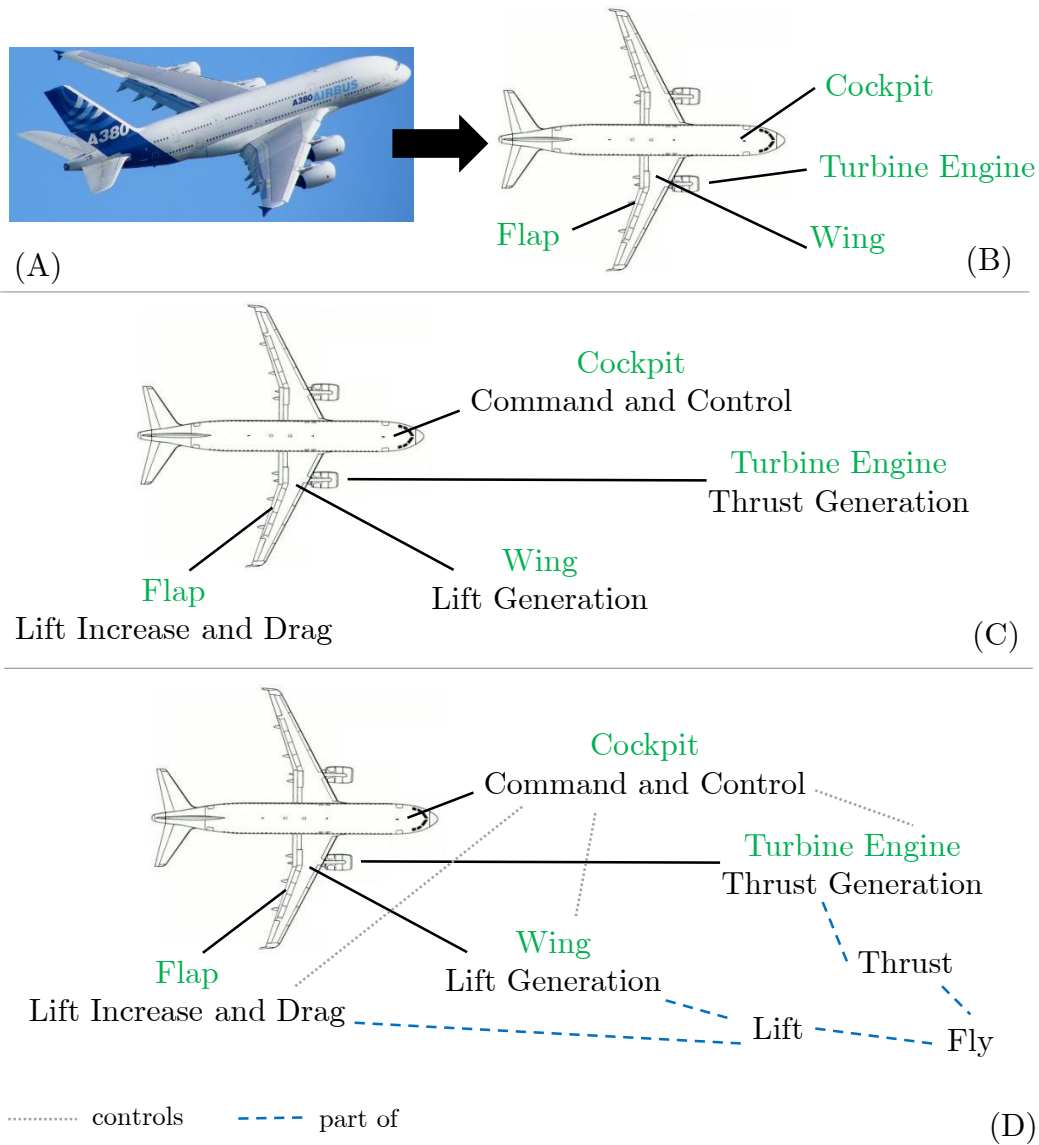 A380 AIRBUS
A380
(A)
Cockpit
Turbine Engine
Flap
Wing
(B)
Cockpit
Command and Control
Turbine Engine
Thrust Generation
Wing
Lift Generation
Flap
Lift Increase and Drag
(C)
Cockpit
Command and Control
Turbine Engine
Thrust Generation
Wing
Lift Generation
Flap
Lift Increase and Drag
Thrust
Lift
Fly
controls
part of
(D)